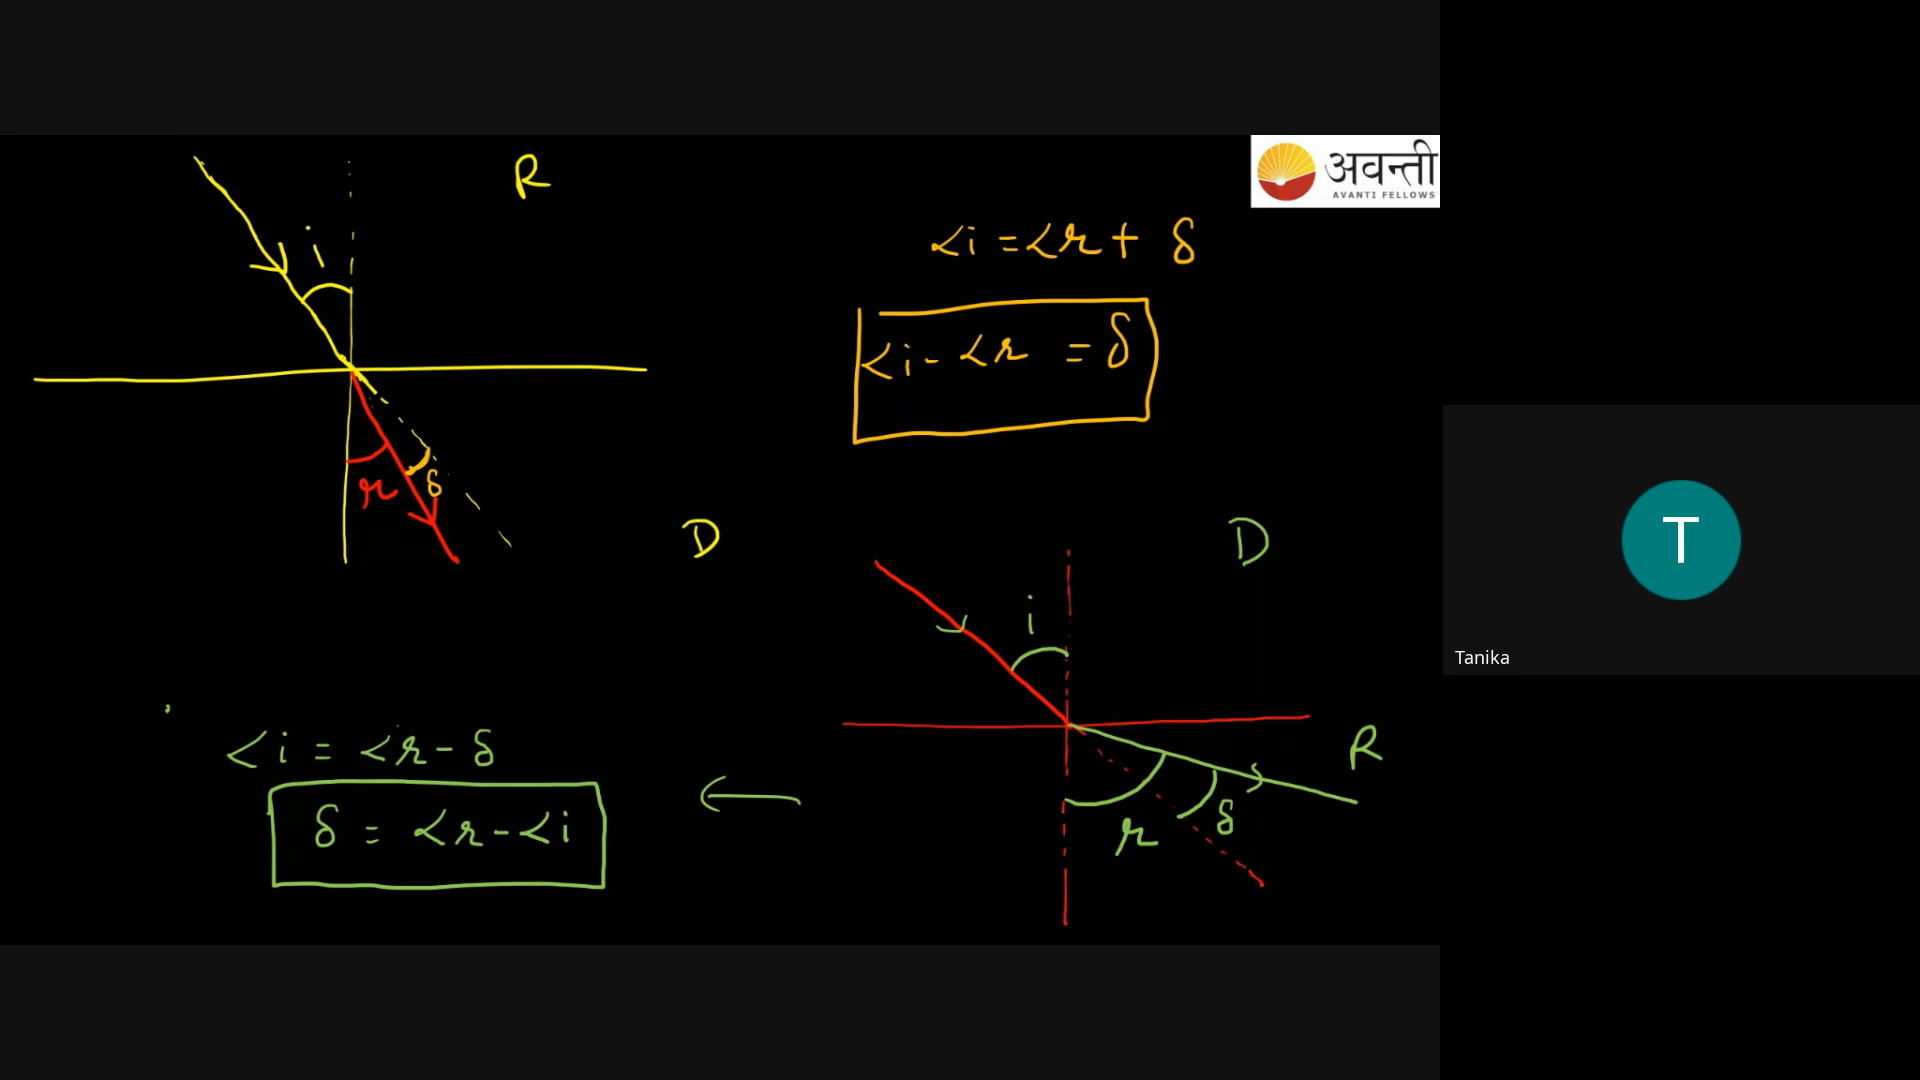 R
i
अवन्ती
AVANTI FELLOWS
∠i = ∠r + δ
∠i - ∠r = δ
r
δ
D
D
i
R
∠i = ∠r - δ
δ = ∠r - ∠i
δ
r
T
Tanika